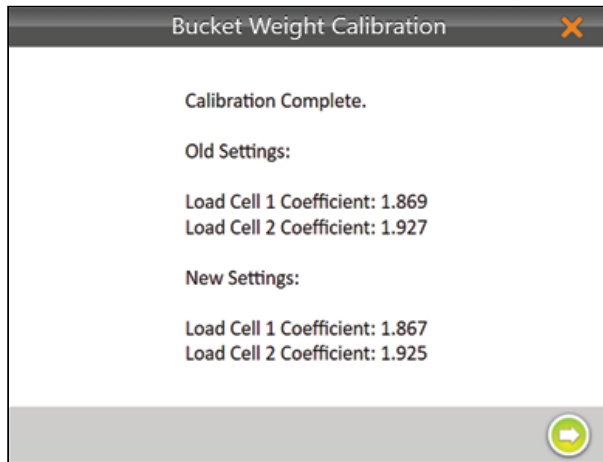 Bucket Weight Calibration
Calibration Complete.
Old Settings:
Load Cell 1 Coefficient: 1.869
Load Cell 2 Coefficient: 1.927
New Settings:
Load Cell 1 Coefficient: 1.867
Load Cell 2 Coefficient: 1.925